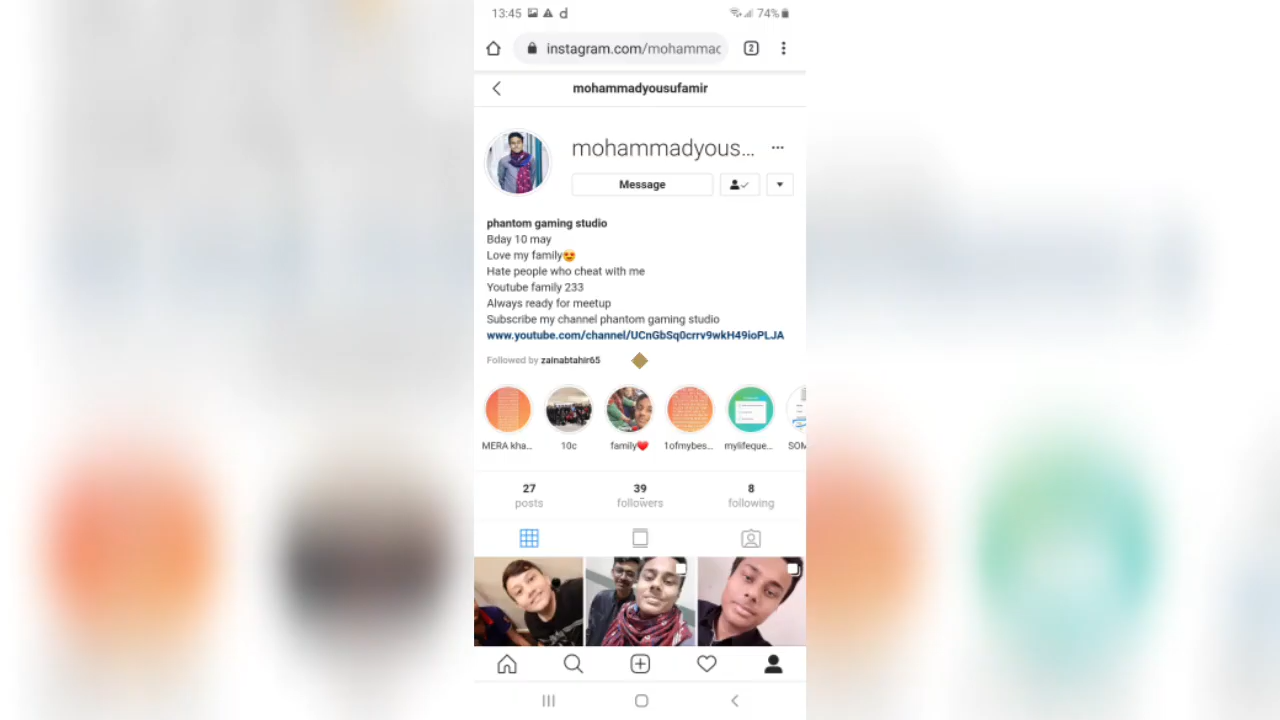 13:45 d 74%
instagram.com/mohammad
2
mohammadyousufamir
mohammadyous...
Message
phantom gaming studio
Bday 10 may
Love my family😍
Hate people who cheat with me
Youtube family 233
Always ready for meetup
Subscribe my channel phantom gaming studio
www.youtube.com/channel/UCnGbSq0crrv9wkH49ioPLJA
Followed by zainabtahir65
MERA kha... 10c family❤️ 1ofmybes... mylifeque... SOM
27 39 8
posts followers following